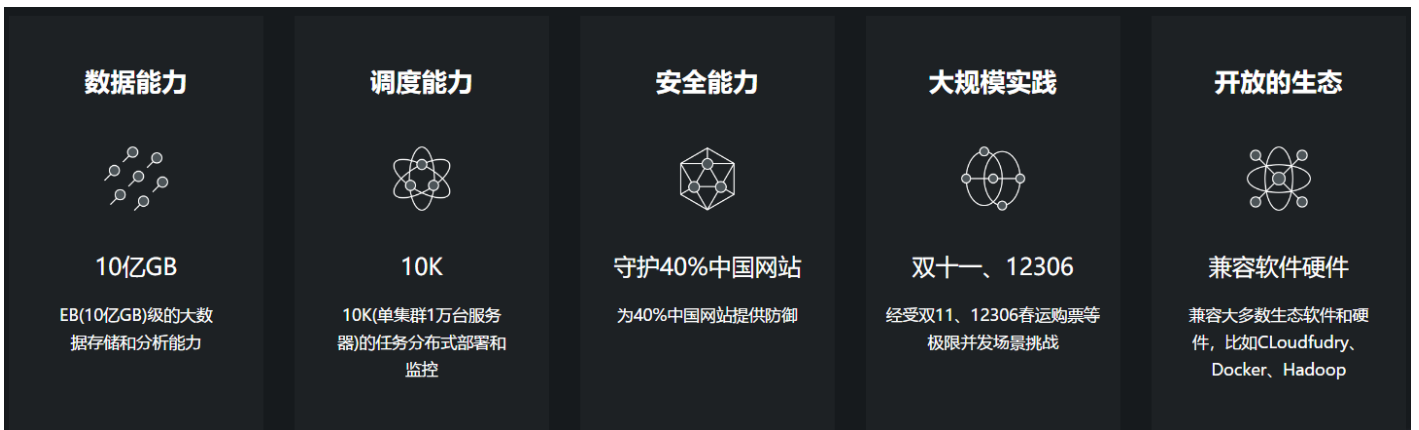 数据能力
10亿GB
EB(10亿GB)级的大数
据存储和分析能力
调度能力
10K
10K(单集群1万台服务
器)的任务分布式部署和
监控
安全能力
守护40%中国网站
为40%中国网站提供防御
大规模实践
双十一、12306
经受双11、12306春运购票等
极限并发场景挑战
开放的生态
兼容软件硬件
兼容大多数生态软件和硬
件，比如CLoudfudry、
Docker、Hadoop